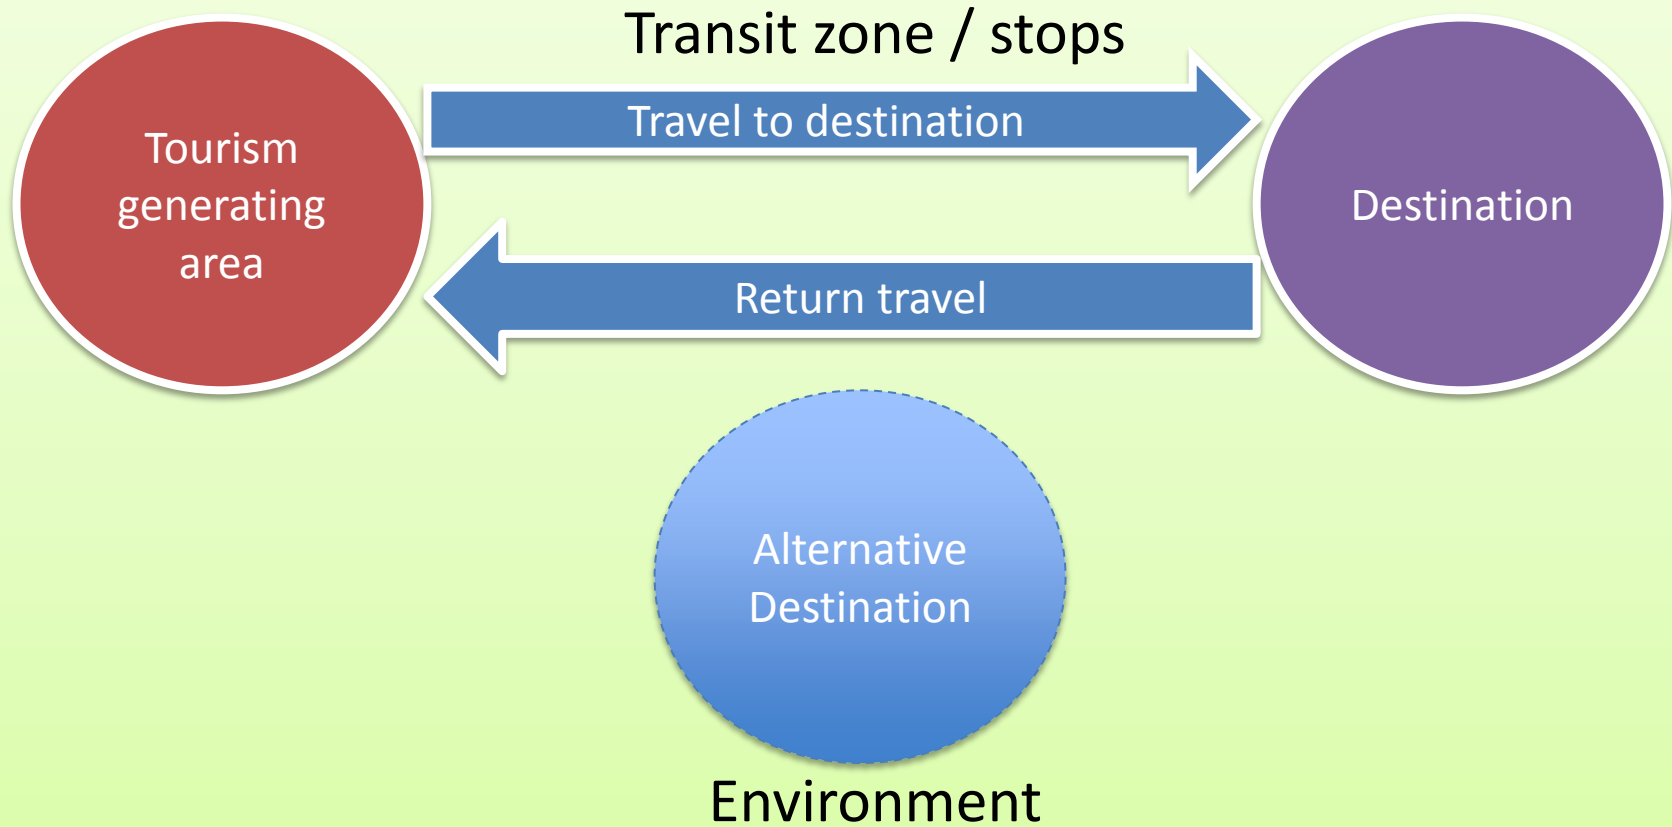 Transit zone / stops
Travel to destination
Tourism
generating
area
Destination
Return travel
Alternative
Destination
Environment